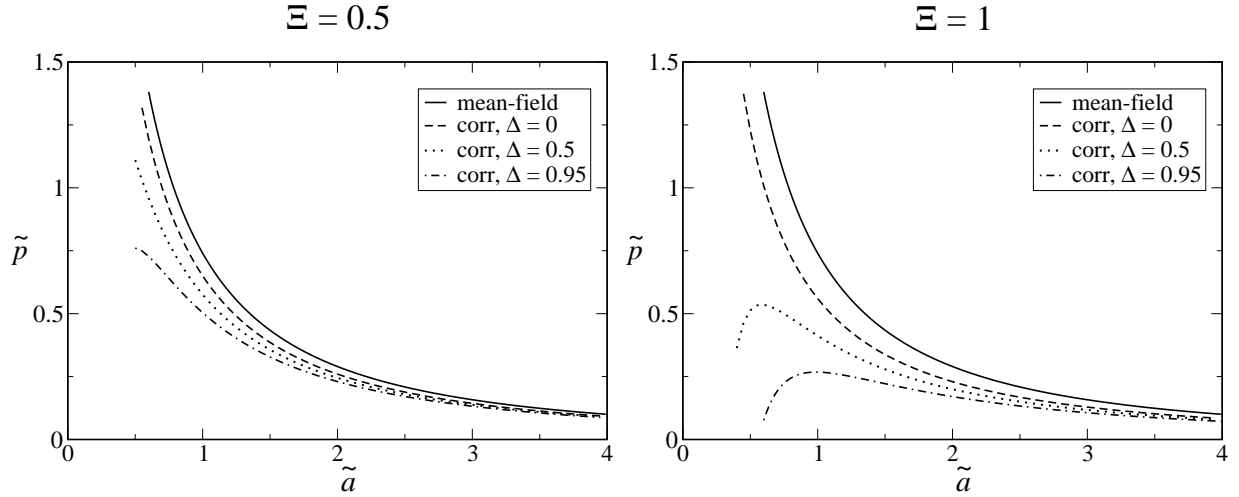 Ξ = 0.5
1.5
1
0.5
0
p̃
0
1
2
3
4
ã
mean-field
corr, Δ = 0
corr, Δ = 0.5
corr, Δ = 0.95
Ξ = 1
1.5
1
0.5
0
p̃
0
1
2
3
4
ã
mean-field
corr, Δ = 0
corr, Δ = 0.5
corr, Δ = 0.95